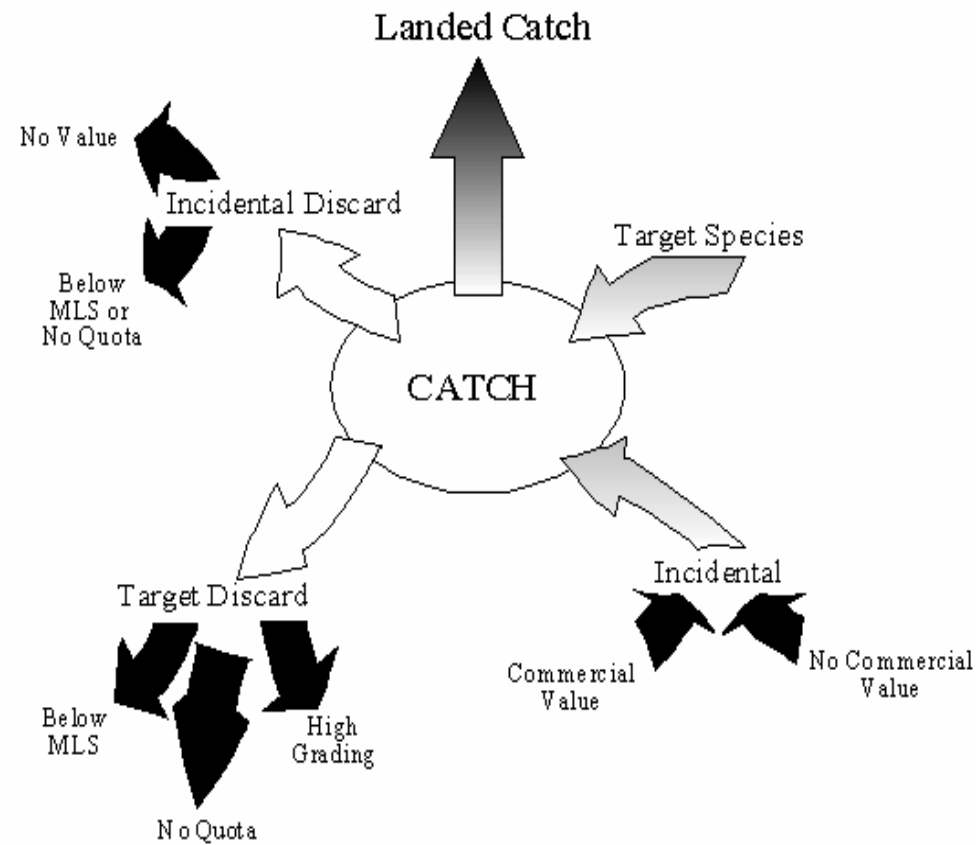 Landed Catch
No Value
Incidental Discard
Target Species
Below
MLS or
No Quota
CATCH
Incidental
Target Discard
Commercial
Value
No Commercial
Value
Below
MLS
High
Grading
No Quota